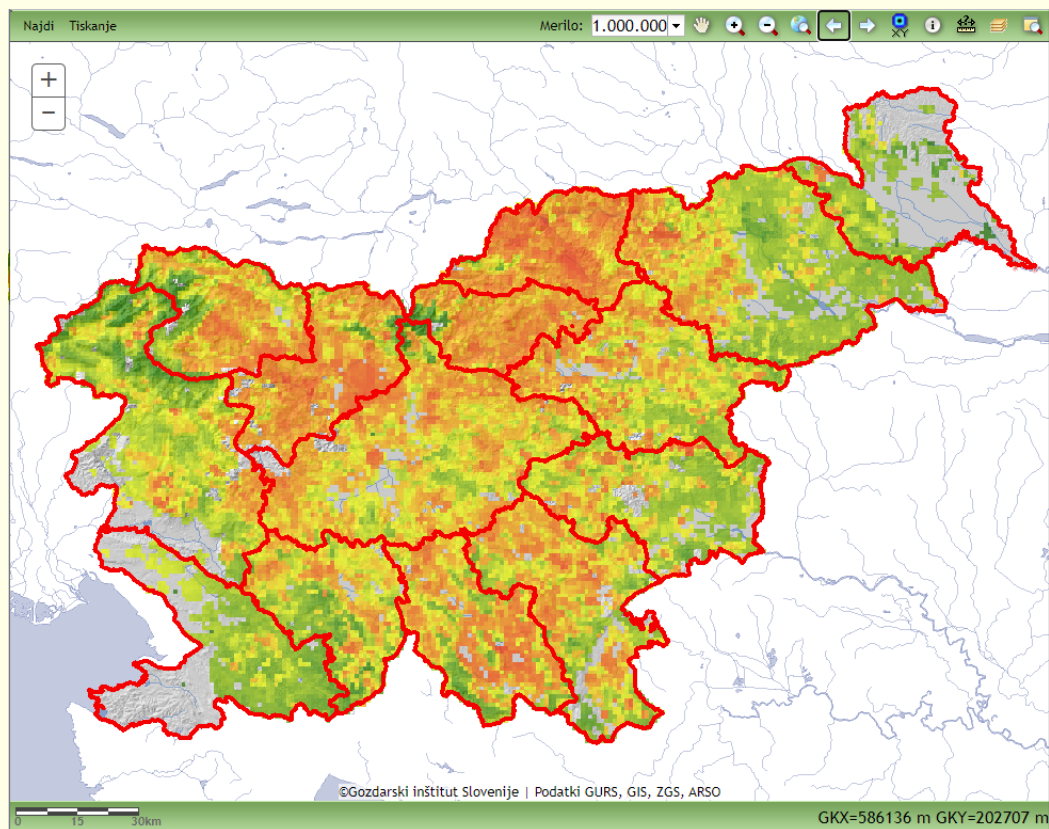 Najdi Tiskanje Merilo: 1.000.000
XY
+
−
©Gozdarski inštitut Slovenije | Podatki GURS, GIS, ZGS, ARSO
0 15 30km
GKX=586136 m GKY=202707 m